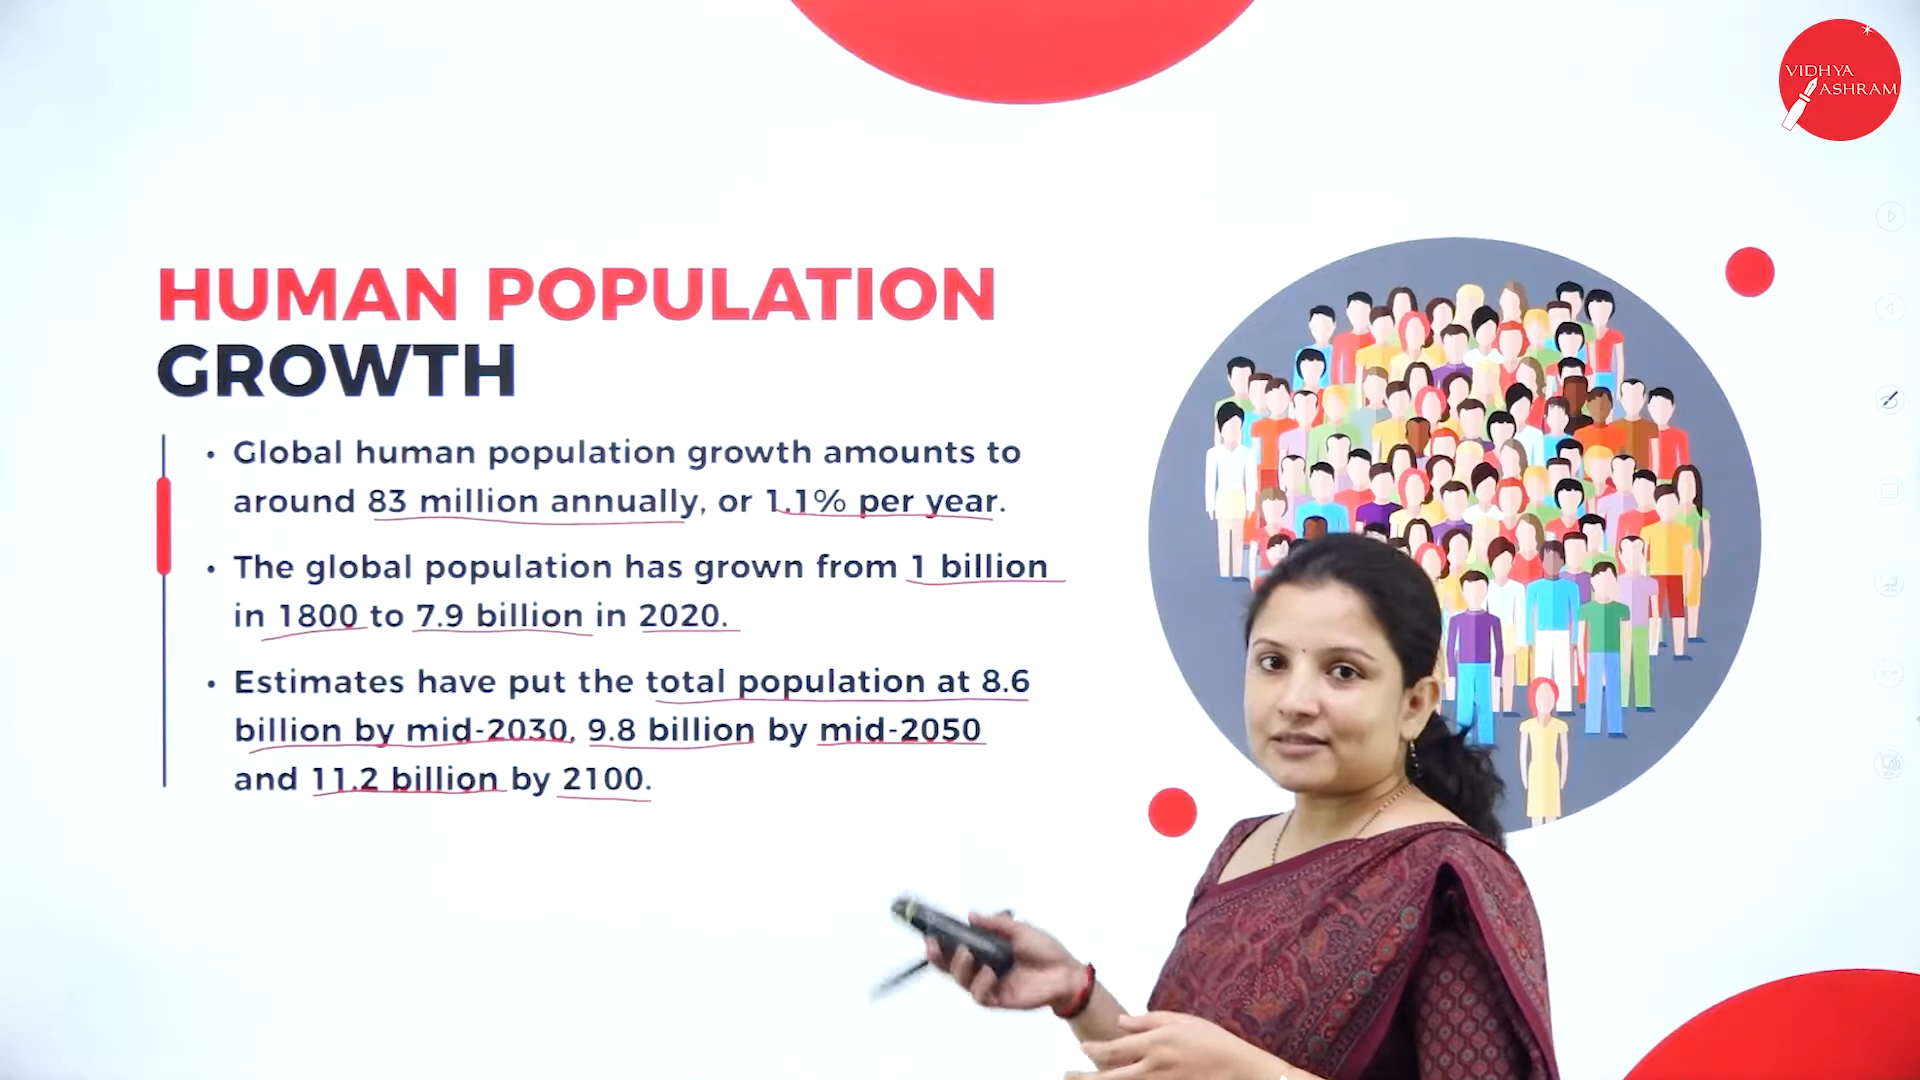 VIDHYA
ASHRAM
HUMAN POPULATION
GROWTH
• Global human population growth amounts to
around 83 million annually, or 1.1% per year.
• The global population has grown from 1 billion
in 1800 to 7.9 billion in 2020.
• Estimates have put the total population at 8.6
billion by mid-2030, 9.8 billion by mid-2050
and 11.2 billion by 2100.